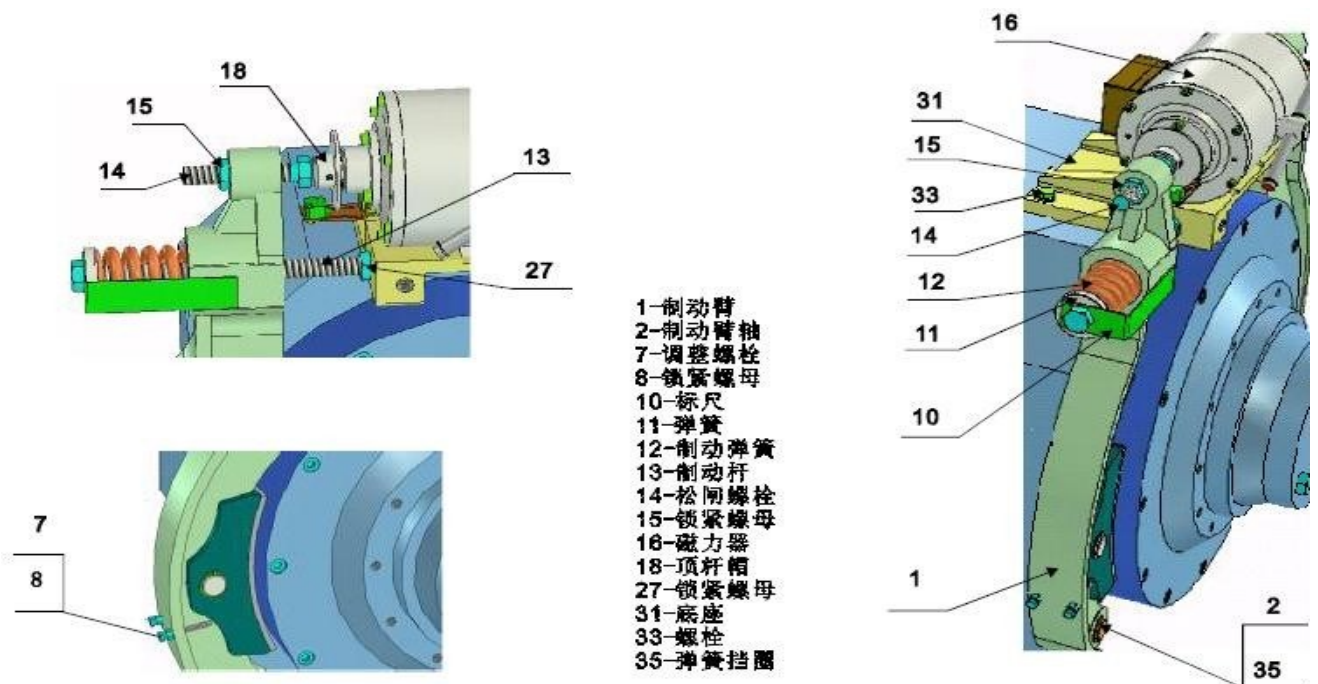 16
18
31
15
15
13
14
33
14
27
12
11
10
1-制动臂
2-制动臂轴
7-调整螺栓
8-锁紧螺母
10-标尺
11-弹簧
12-制动弹簧
13-制动杆
14-松闸螺栓
15-锁紧螺母
16-磁力器
18-顶杆帽
27-锁紧螺母
31-底座
33-螺栓
35-弹簧挡圈
7
8
1
2
35